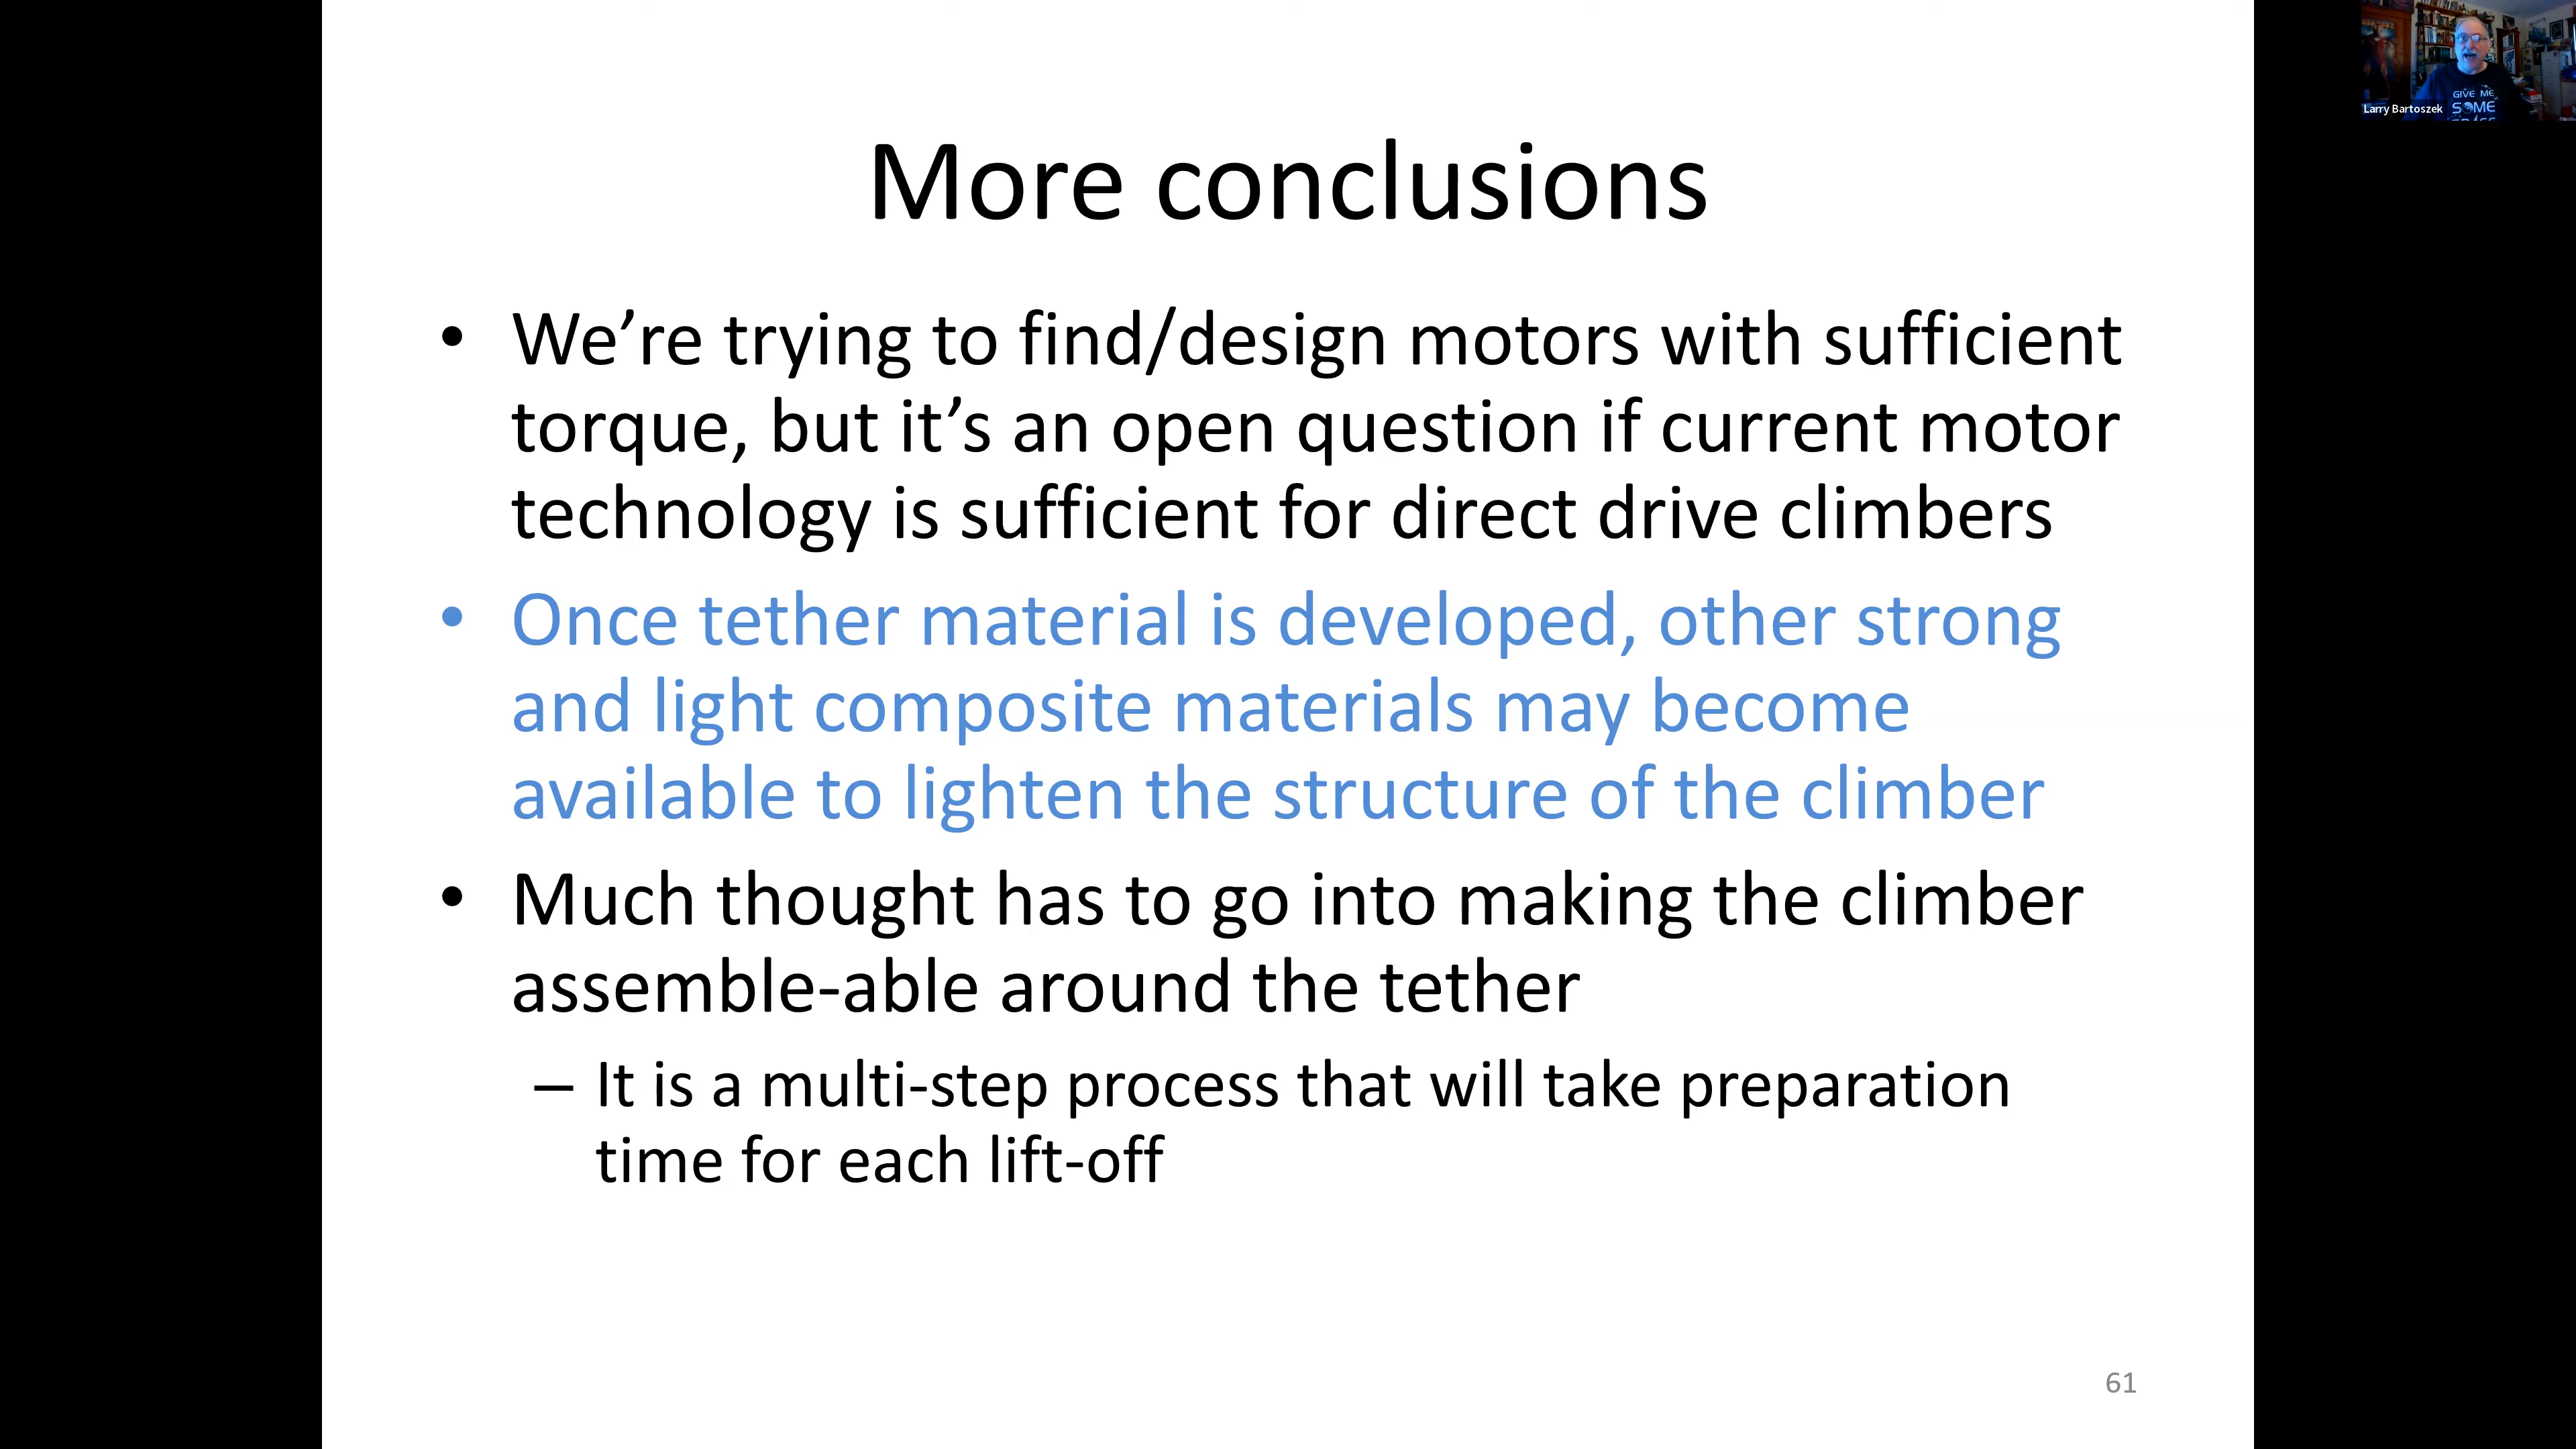 More conclusions
• We’re trying to find/design motors with sufficient
torque, but it’s an open question if current motor
technology is sufficient for direct drive climbers
• Once tether material is developed, other strong
and light composite materials may become
available to lighten the structure of the climber
• Much thought has to go into making the climber
assemble-able around the tether
– It is a multi-step process that will take preparation
time for each lift-off
61
GIVE ME
SOME
Larry Bartoszek